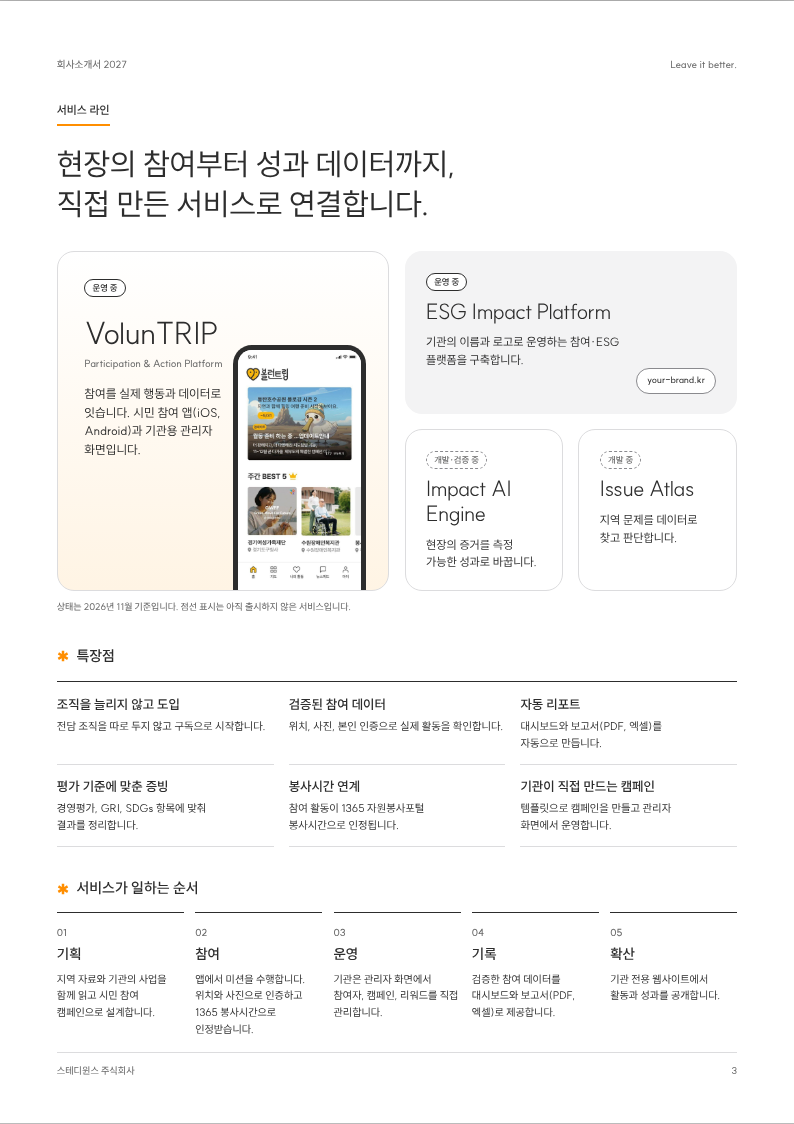 회사소개서 2027
Leave it better.
서비스 라인
현장의 참여부터 성과 데이터까지,
직접 만든 서비스로 연결합니다.
운영 중
VolunTRIP
Participation & Action Platform
참여를 실제 행동과 데이터로
잇습니다. 시민 참여 앱(iOS,
Android)과 기관용 관리자
화면입니다.
9:41
볼런트립
주간 BEST 5
경기여성가족재단
수원장애인복지관
홈
운영 중
ESG Impact Platform
기관의 이름과 로고로 운영하는 참여·ESG
플랫폼을 구축합니다.
your-brand.kr
개발·검증 중
Impact AI
Engine
현장의 증거를 측정
가능한 성과로 바꿉니다.
개발 중
Issue Atlas
지역 문제를 데이터로
찾고 판단합니다.
상태는 2026년 11월 기준입니다. 점선 표시는 아직 출시하지 않은 서비스입니다.
특장점
조직을 늘리지 않고 도입
전담 조직을 따로 두지 않고 구독으로 시작합니다.
검증된 참여 데이터
위치, 사진, 본인 인증으로 실제 활동을 확인합니다.
자동 리포트
대시보드와 보고서(PDF, 엑셀)를
자동으로 만듭니다.
평가 기준에 맞춘 증빙
경영평가, GRI, SDGs 항목에 맞춰
결과를 정리합니다.
봉사시간 연계
참여 활동이 1365 자원봉사포털
봉사시간으로 인정됩니다.
기관이 직접 만드는 캠페인
템플릿으로 캠페인을 만들고 관리자
화면에서 운영합니다.
서비스가 일하는 순서
01
기획
지역 자료와 기관의 사업을
함께 읽고 시민 참여
캠페인으로 설계합니다.
02
참여
앱에서 미션을 수행합니다.
위치와 사진으로 인증하고
1365 봉사시간으로
인정받습니다.
03
운영
기관은 관리자 화면에서
참여자, 캠페인, 리워드를 직접
관리합니다.
04
기록
검증한 참여 데이터를
대시보드와 보고서(PDF,
엑셀)로 제공합니다.
05
확산
기관 전용 웹사이트에서
활동과 성과를 공개합니다.
스테디윈스 주식회사
3